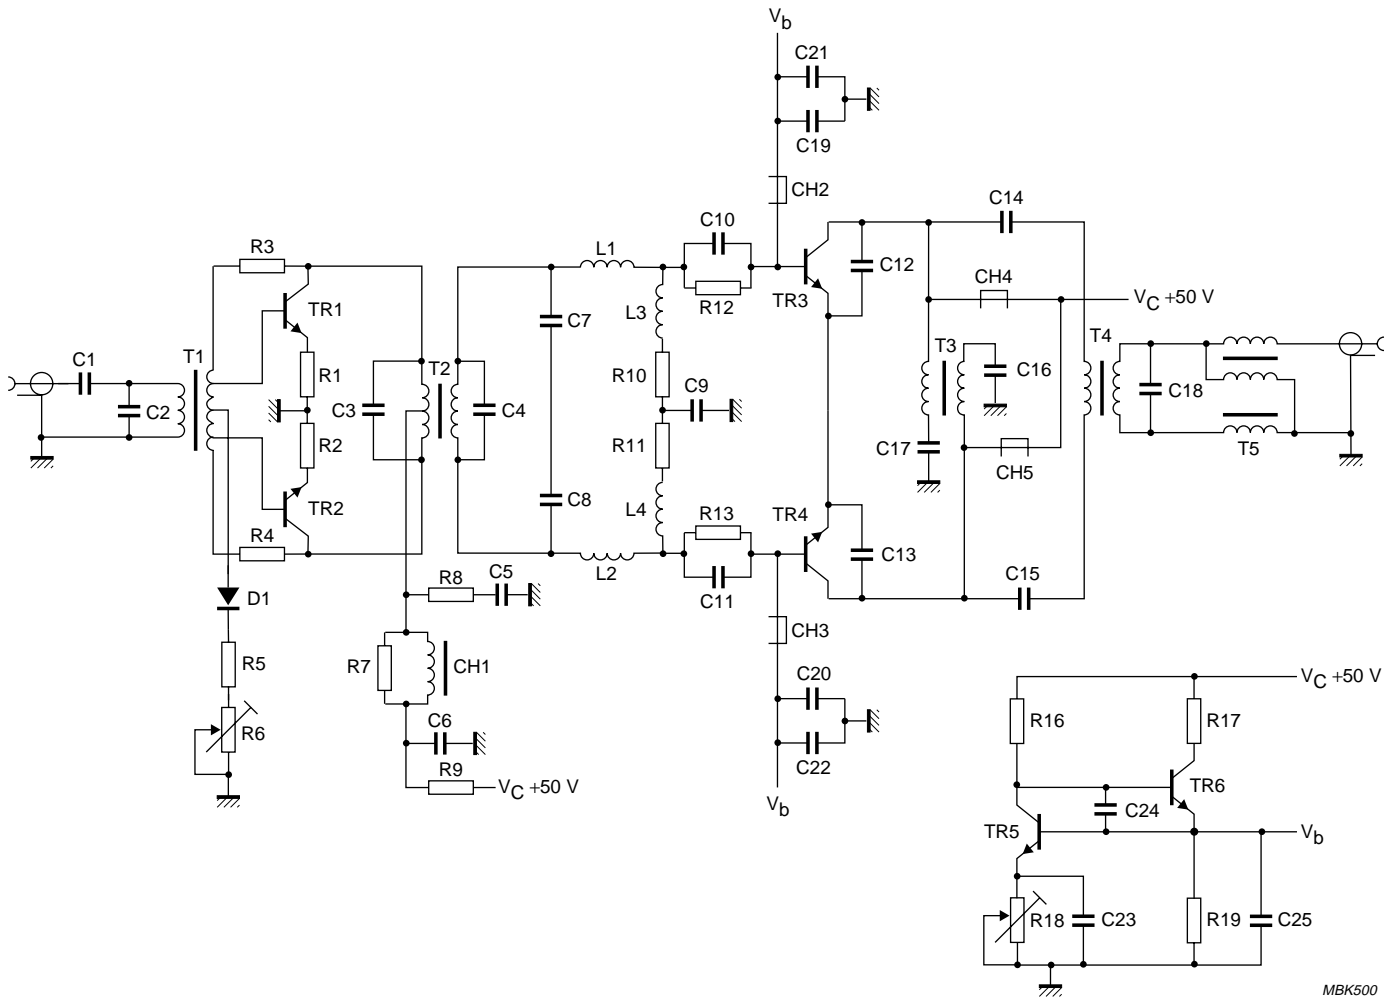 Vb
C21
C19
CH2
C14
C10
L1
R3
C12
CH4
VC +50 V
TR1
TR3
R12
C7
L3
T1
C1
T3
T4
T2
R1
R10
C16
C9
C2
C3
C4
C18
R2
R11
C17
CH5
T5
C8
TR2
L4
R13
TR4
R4
C13
L2
C15
R8
C5
C11
D1
CH3
R5
R7
CH1
C20
VC +50 V
R16
R17
C6
R6
C22
R9
VC +50 V
TR6
Vb
C24
TR5
Vb
R18
C23
R19
C25
MBK500